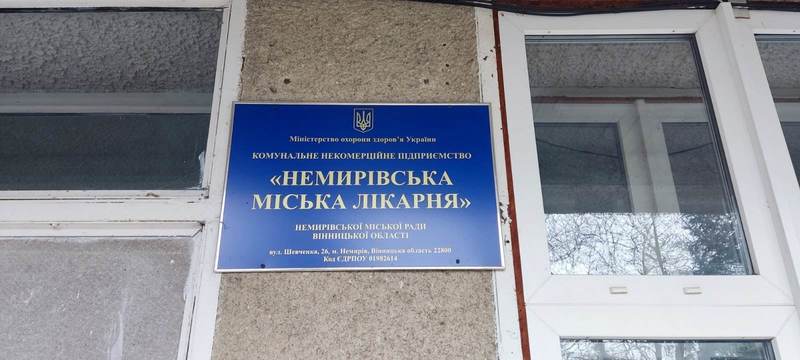 Міністерство охорони здоров'я України
КОМУНАЛЬНЕ НЕКОМЕРЦІЙНЕ ПІДПРИЄМСТВО
«НЕМИРІВСЬКА
МІСЬКА ЛІКАРНЯ»
НЕМИРІВСЬКОЇ МІСЬКОЇ РАДИ
ВІННИЦЬКОЇ ОБЛАСТІ
вул. Шевченка, 26, м. Немирів, Вінницька область 22800
Код ЄДРПОУ 01982614